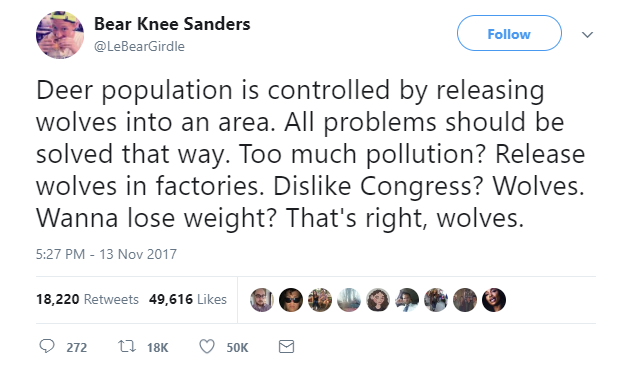 Bear Knee Sanders
@LeBearGirdle
Follow
Deer population is controlled by releasing
wolves into an area. All problems should be
solved that way. Too much pollution? Release
wolves in factories. Dislike Congress? Wolves.
Wanna lose weight? That's right, wolves.
5:27 PM - 13 Nov 2017
18,220 Retweets 49,616 Likes
272 18K 50K